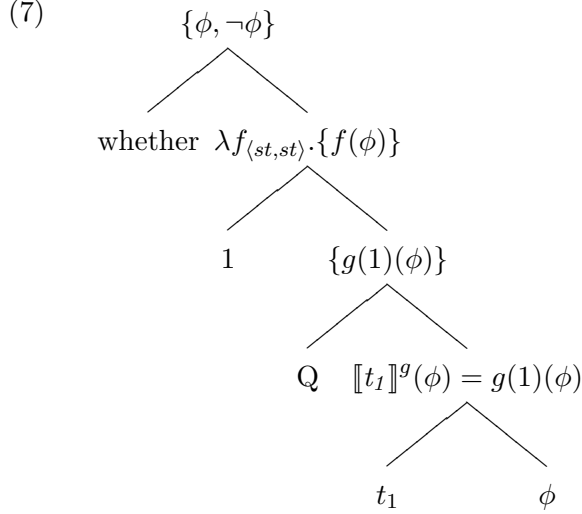 (7)
{ϕ, ¬ϕ}
whether λf⟨st,st⟩.{f(ϕ)}
1 {g(1)(ϕ)}
Q ⟦t1⟧g(ϕ) = g(1)(ϕ)
t1 ϕ